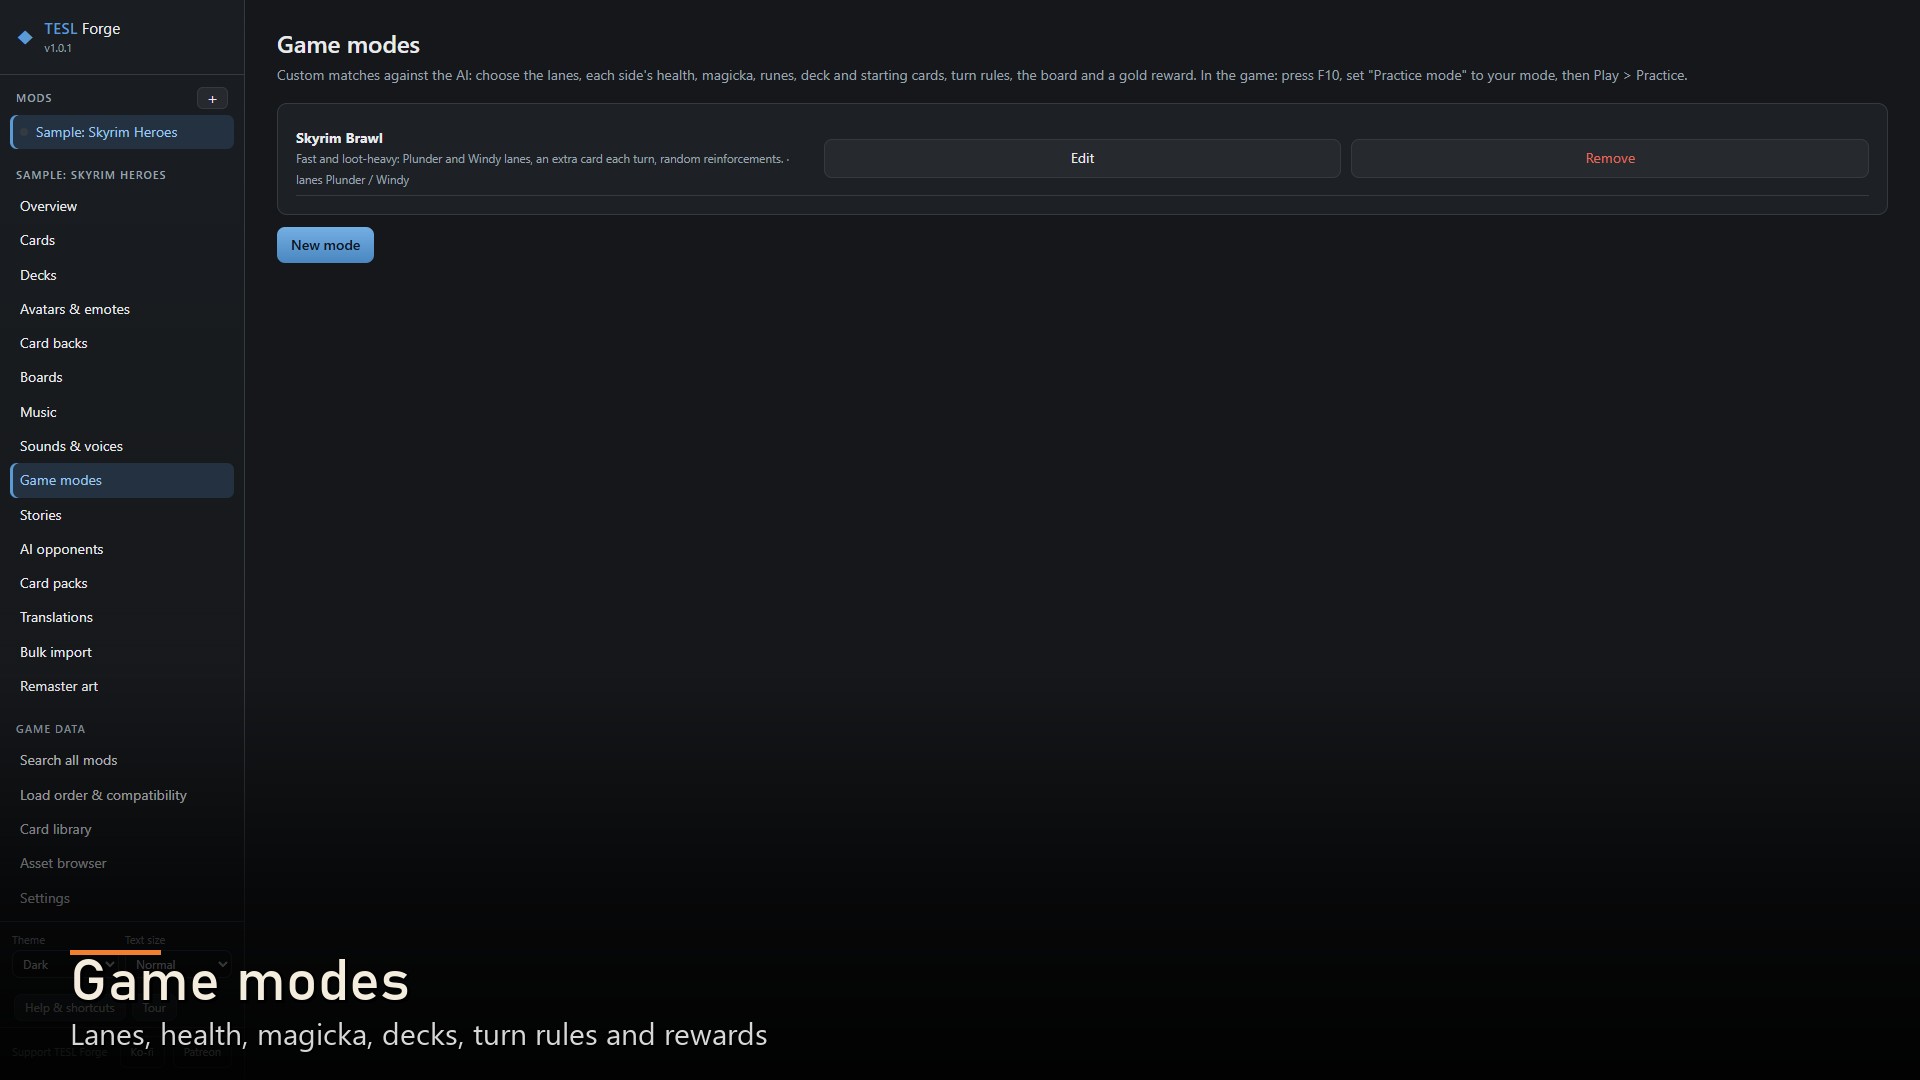 TESL Forge
v1.0.1
MODS
+
Sample: Skyrim Heroes
SAMPLE: SKYRIM HEROES
Overview
Cards
Decks
Avatars & emotes
Card backs
Boards
Music
Sounds & voices
Game modes
Stories
AI opponents
Card packs
Translations
Bulk import
Remaster art
GAME DATA
Search all mods
Load order & compatibility
Card library
Asset browser
Settings
Theme
Text size
Dark
Normal
Help & shortcuts
Tour
Support TESL Forge
Ko-fi
Patreon
Game modes
Custom matches against the AI: choose the lanes, each side's health, magicka, runes, deck and starting cards, turn rules, the board and a gold reward. In the game: press F10, set "Practice mode" to your mode, then Play > Practice.
Skyrim Brawl
Fast and loot-heavy: Plunder and Windy lanes, an extra card each turn, random reinforcements. ·
lanes Plunder / Windy
Edit
Remove
New mode
Game modes
Lanes, health, magicka, decks, turn rules and rewards